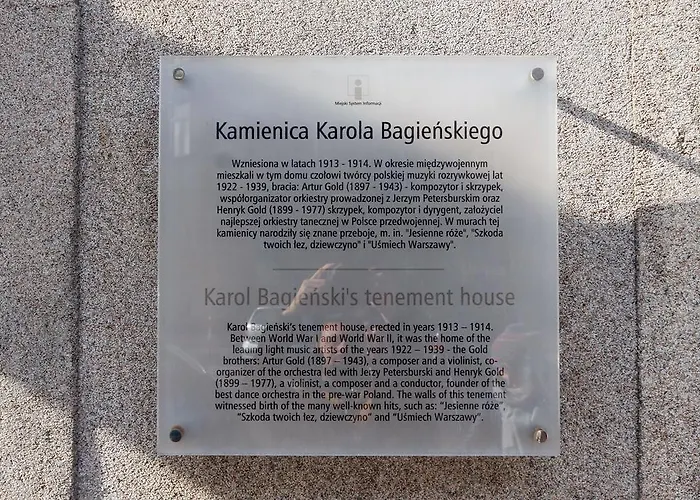 Miejski System Informacji
Kamienica Karola Bagieńskiego
Wzniesiona w latach 1913 - 1914. W okresie międzywojennym
mieszkali w tym domu czołowi twórcy polskiej muzyki rozrywkowej lat
1922 - 1939, bracia: Artur Gold (1897 - 1943) - kompozytor i skrzypek,
współorganizator orkiestry prowadzonej z Jerzym Petersburskim oraz
Henryk Gold (1899 - 1977) skrzypek, kompozytor i dyrygent, założyciel
najlepszej orkiestry tanecznej w Polsce przedwojennej. W murach tej
kamienicy narodziły się znane przeboje, m. in. "Jesienne róże", "Szkoda
twoich łez, dziewczyno" i "Uśmiech Warszawy".
Karol Bagieński's tenement house
Karol Bagieński's tenement house, erected in years 1913 – 1914.
Between World War I and World War II, it was the home of the
leading light music artists of the years 1922 – 1939 - the Gold
brothers: Artur Gold (1897 – 1943), a composer and a violinist, co-
organizer of the orchestra led with Jerzy Petersburski and Henryk Gold
(1899 – 1977), a violinist, a composer and a conductor, founder of the
best dance orchestra in the pre-war Poland. The walls of this tenement
witnessed birth of the many well-known hits, such as: "Jesienne róże",
"Szkoda twoich łez, dziewczyno" and "Uśmiech Warszawy".